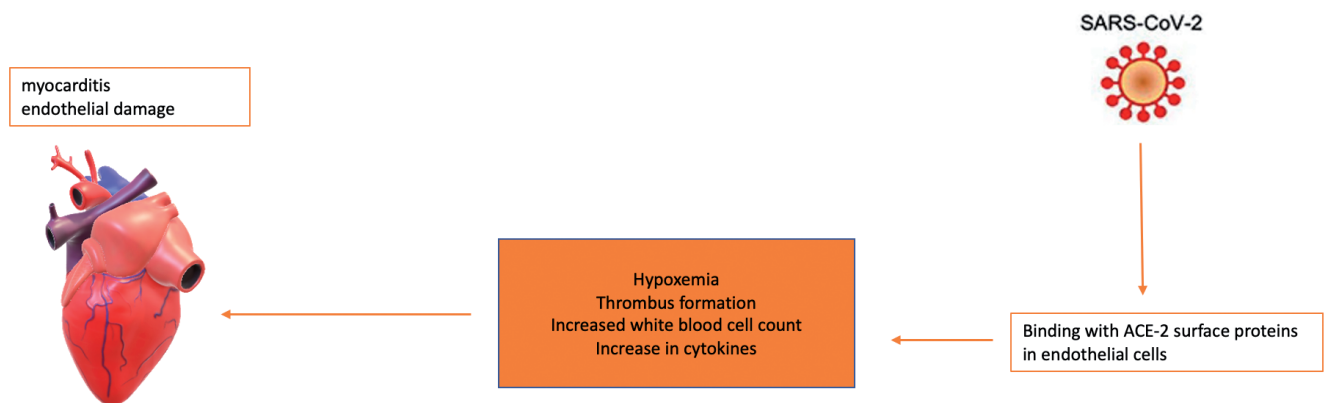 SARS-CoV-2
myocarditis
endothelial damage
Hypoxemia
Thrombus formation
Increased white blood cell count
Increase in cytokines
Binding with ACE-2 surface proteins
in endothelial cells